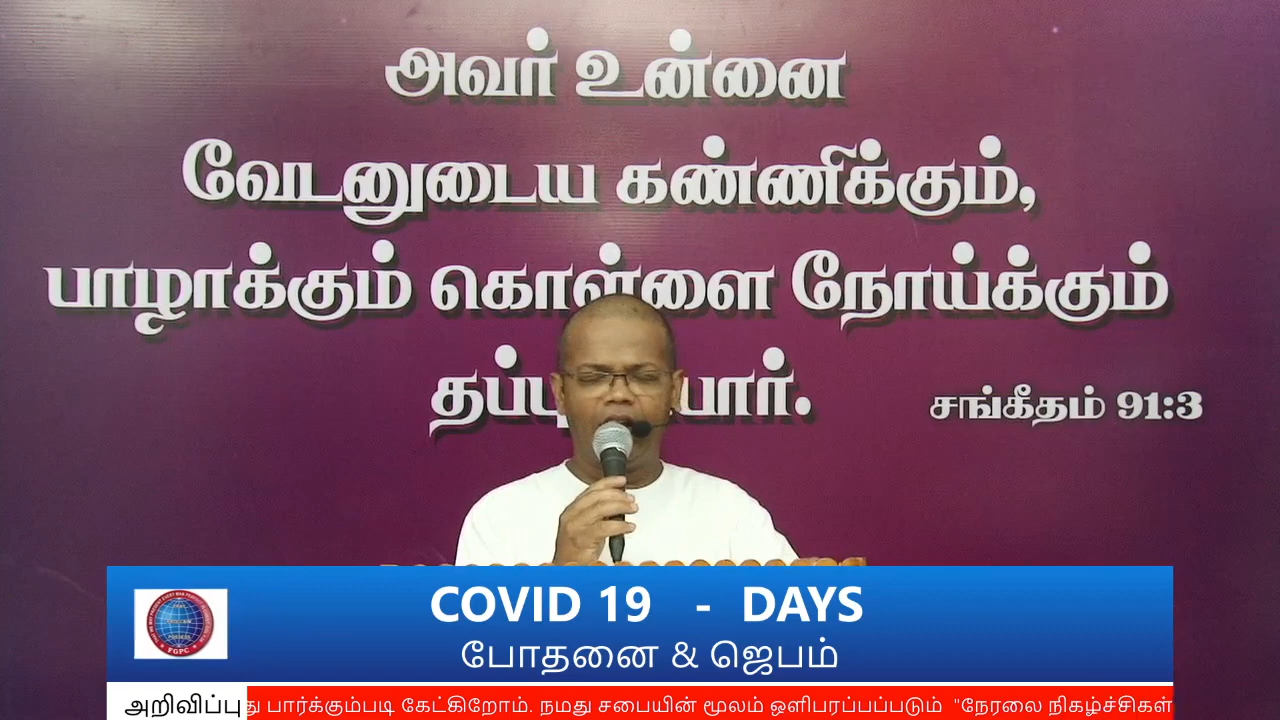 அவர் உன்னை
வேடனுடைய கண்ணிக்கும்,
பாழாக்கும் கொள்ளை நோய்க்கும்
சங்கீதம் 91:3
COVID 19 - DAYS
போதனை & ஜெபம்
FGPC
அறிவிப்பு
பார்க்கும்படி கேட்கிறோம். நமது சபையின் மூலம் ஒளிபரப்பப்படும் "நேரலை நிகழ்ச்சிகள்